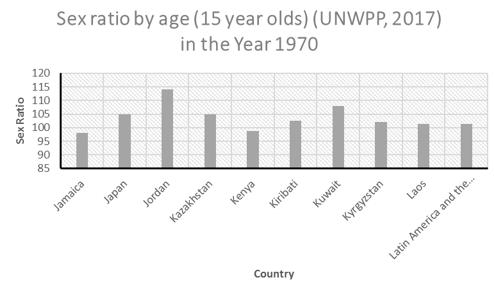 Sex ratio by age (15 year olds) (UNWPP, 2017)
in the Year 1970
120
115
110
105
100
95
90
85
Sex Ratio
Jamaica
Japan
Jordan
Kazakhstan
Kenya
Kiribati
Kuwait
Kyrgyzstan
Laos
Latin America and the...
Country